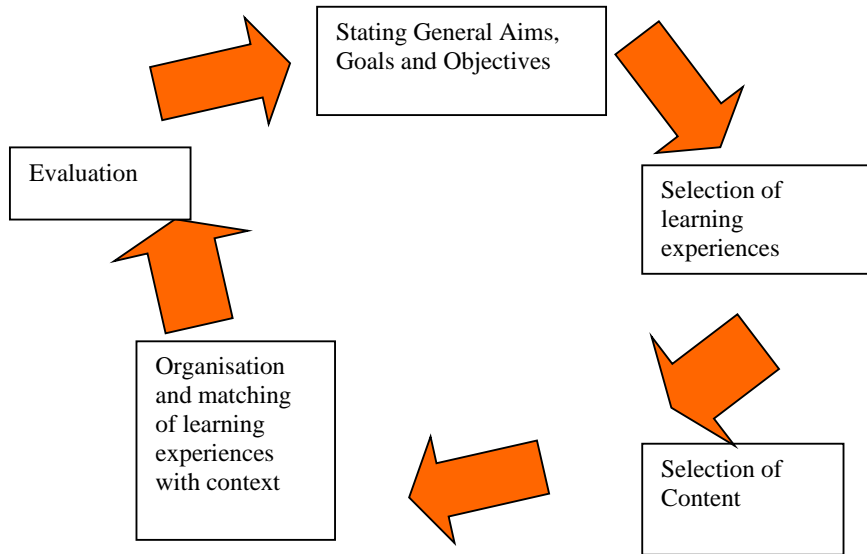 Stating General Aims,
Goals and Objectives
Selection of
learning
experiences
Selection of
Content
Organisation
and matching
of learning
experiences
with context
Evaluation